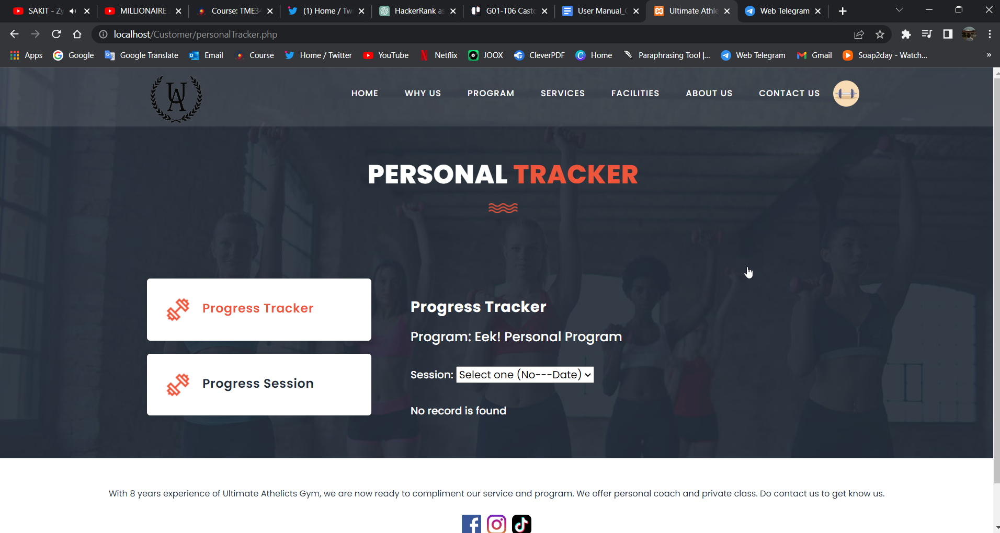 SAKIT - Zy
MILLIONAIRE
Course: TME34
(1) Home / Tw
HackerRank as
G01-T06 Casto
User Manual_
Ultimate Athle
Web Telegram
localhost/Customer/personalTracker.php
Apps
Google
Google Translate
Email
Course
Home / Twitter
YouTube
Netflix
JOOX
CleverPDF
Home
Paraphrasing Tool |...
Web Telegram
Gmail
Soap2day - Watch...
»
UA
HOME
WHY US
PROGRAM
SERVICES
FACILITIES
ABOUT US
CONTACT US
PERSONAL TRACKER
Progress Tracker
Progress Session
Progress Tracker
Program: Eek! Personal Program
Session: Select one (No---Date)
No record is found
With 8 years experience of Ultimate Athelicts Gym, we are now ready to compliment our service and program. We offer personal coach and private class. Do contact us to get know us.